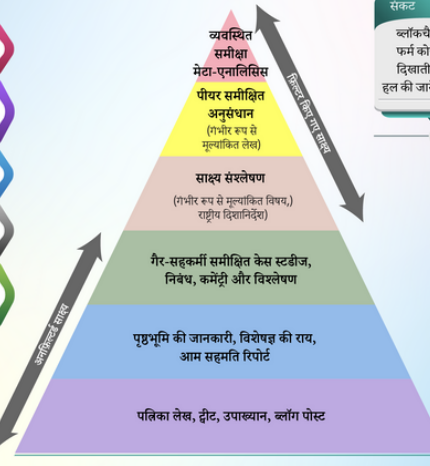 व्यवस्थित
समीक्षा
मेटा-एनालिसिस
पीयर समीक्षित
अनुसंधान
(गंभीर रूप से
मूल्यांकित लेख)
साक्ष्य संश्लेषण
(गंभीर रूप से मूल्यांकित विषय,)
राष्ट्रीय दिशानिर्देश)
गैर-सहकर्मी समीक्षित केस स्टडीज,
निबंध, कमेंट्री और विश्लेषण
पृष्ठभूमि की जानकारी, विशेषज्ञ की राय,
आम सहमति रिपोर्ट
पत्रिका लेख, ट्वीट, उपाख्यान, ब्लॉग पोस्ट
फ़िल्टर किए गए साक्ष्य
अनफ़िल्टर्ड साक्ष्य
संकट
ब्लॉकचै
फर्म को
दिखाती
हल की जा